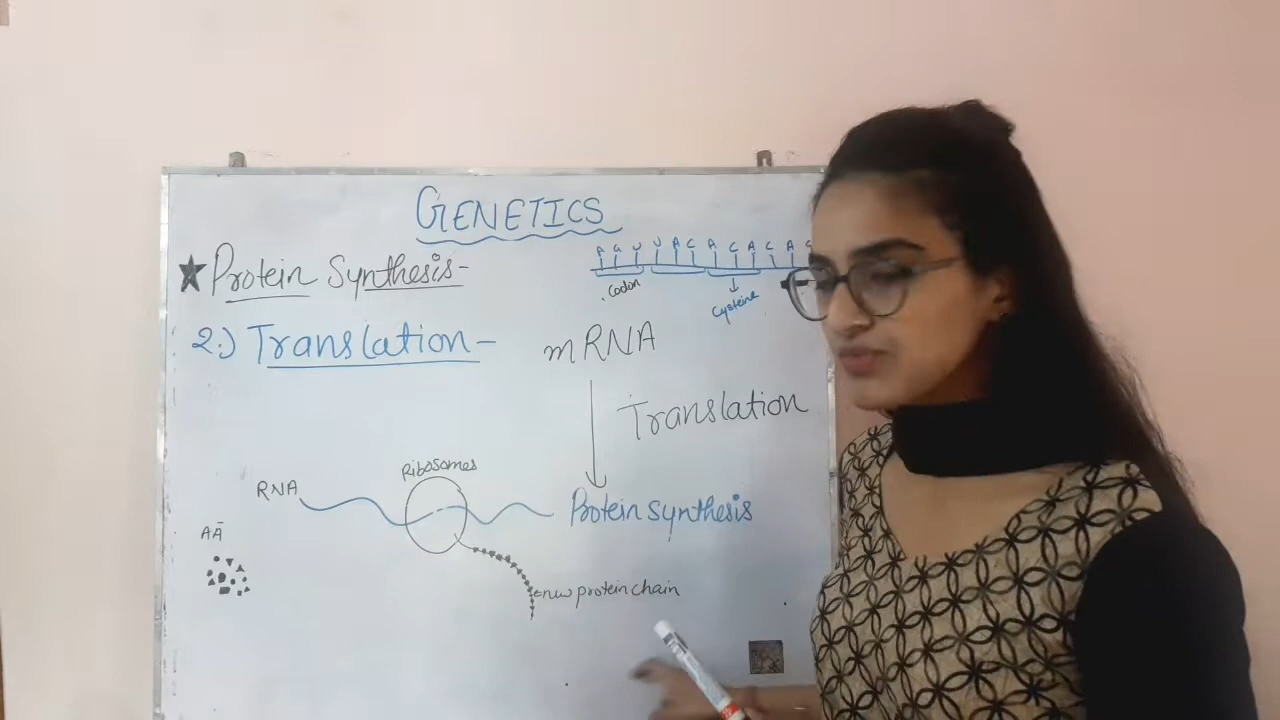 GENETICS
★ Protein Synthesis-
A G U U A C A C A C A C
Codon
Cysteine
2.) Translation-
mRNA
Translation
Ribosomes
RNA
Protein synthesis
AA
new protein chain